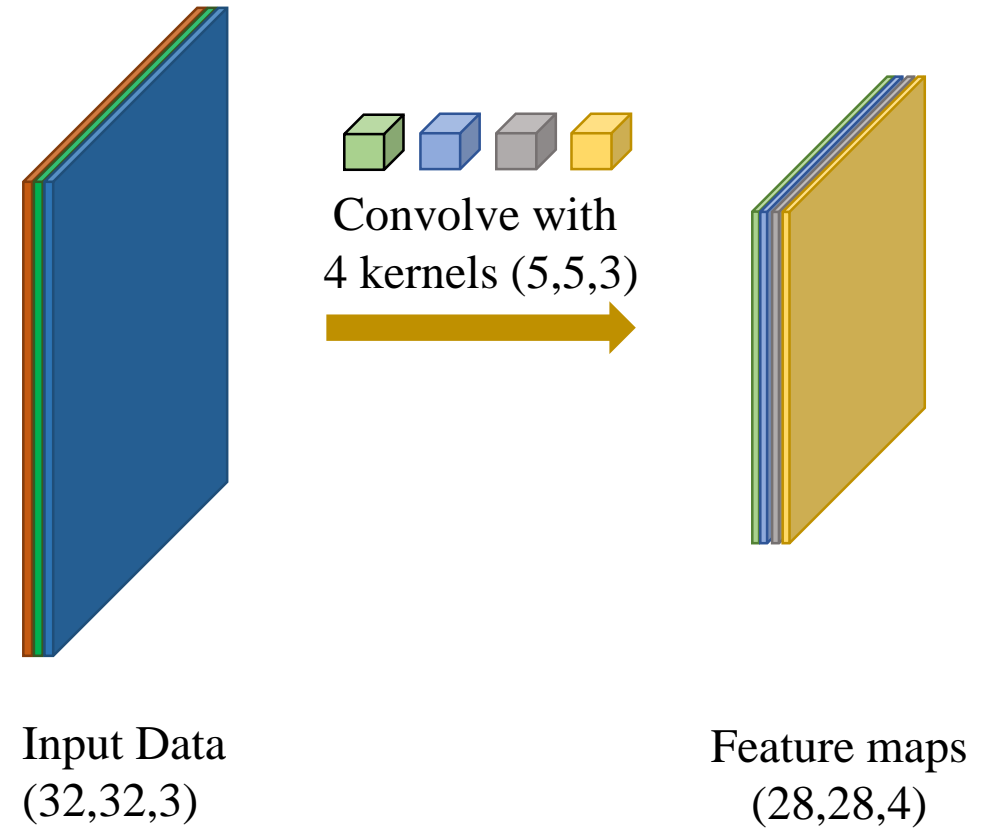 Convolve with
4 kernels (5,5,3)
Input Data
(32,32,3)
Feature maps
(28,28,4)